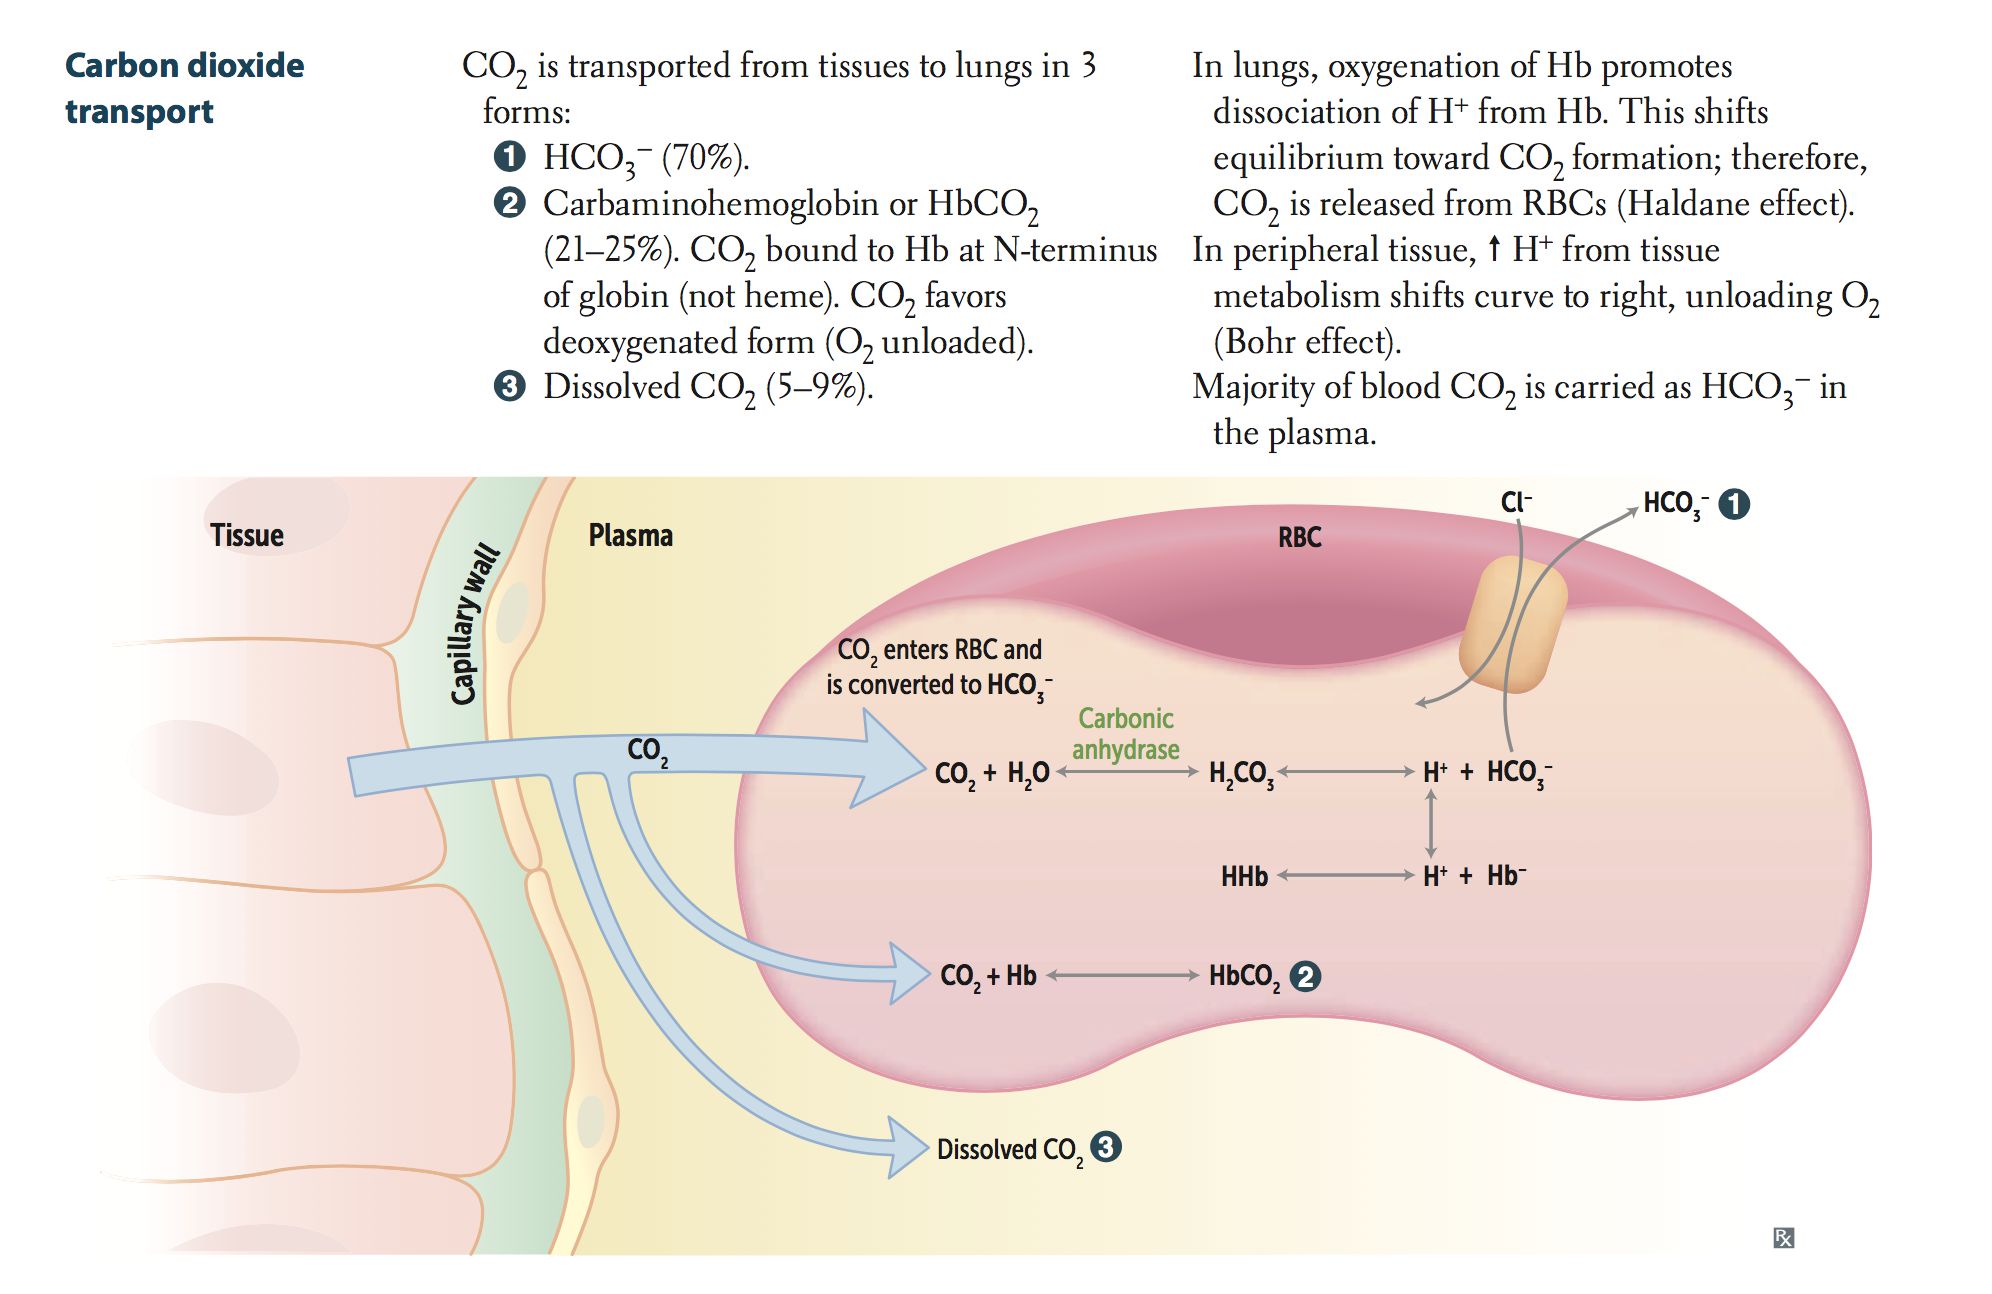 Carbon dioxide
transport
CO₂ is transported from tissues to lungs in 3
forms:
1 HCO₃⁻ (70%).
2 Carbaminohemoglobin or HbCO₂
(21–25%). CO₂ bound to Hb at N-terminus
of globin (not heme). CO₂ favors
deoxygenated form (O₂ unloaded).
3 Dissolved CO₂ (5–9%).
In lungs, oxygenation of Hb promotes
dissociation of H⁺ from Hb. This shifts
equilibrium toward CO₂ formation; therefore,
CO₂ is released from RBCs (Haldane effect).
In peripheral tissue, ↑ H⁺ from tissue
metabolism shifts curve to right, unloading O₂
(Bohr effect).
Majority of blood CO₂ is carried as HCO₃⁻ in
the plasma.
Tissue
Capillary wall
Plasma
RBC
Cl⁻
HCO₃⁻ 1
CO₂ enters RBC and
is converted to HCO₃⁻
CO₂
Carbonic
anhydrase
CO₂ + H₂O ⟷ H₂CO₃ ⟷ H⁺ + HCO₃⁻
HHb ⟷ H⁺ + Hb⁻
CO₂ + Hb ⟷ HbCO₂ 2
Dissolved CO₂ 3
Rx